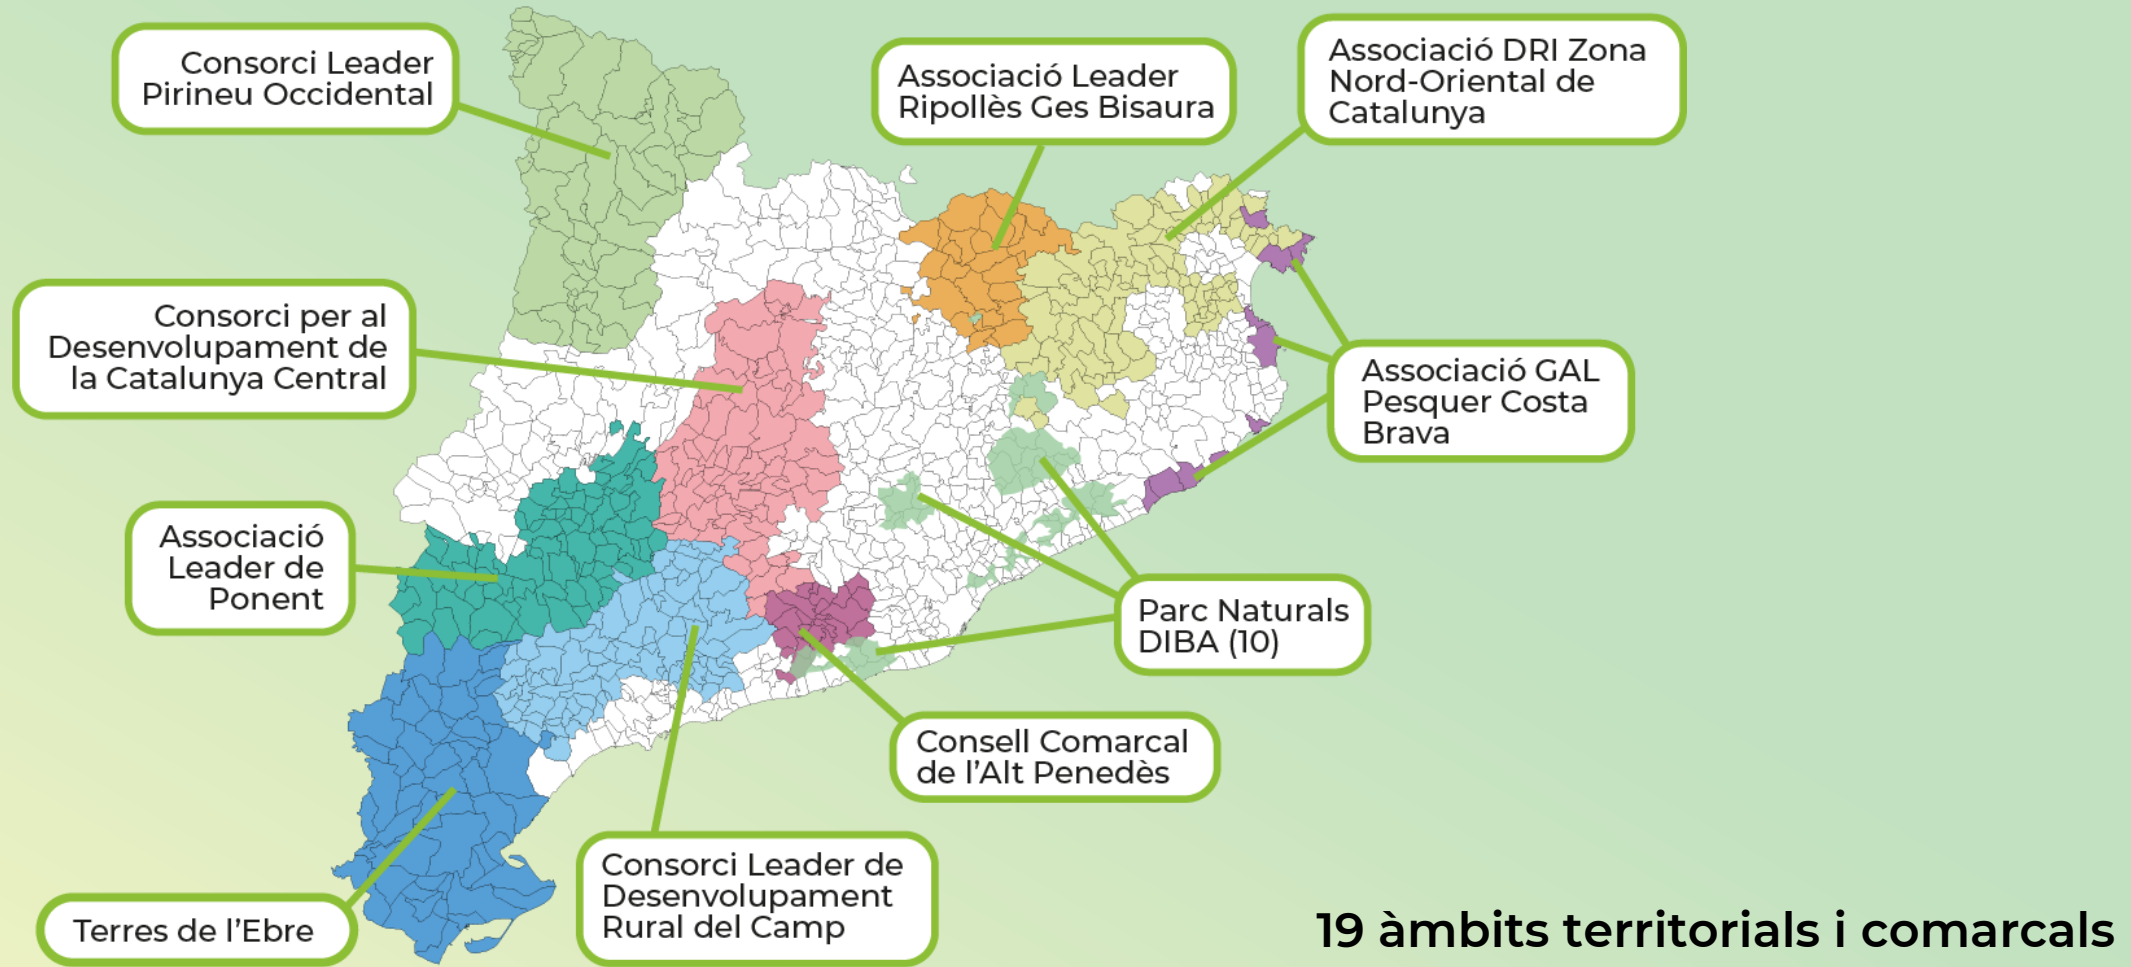 Consorci Leader
Pirineu Occidental
Associació Leader
Ripollès Ges Bisaura
Associació DRI Zona
Nord-Oriental de
Catalunya
Consorci per al
Desenvolupament de
la Catalunya Central
Associació GAL
Pesquer Costa
Brava
Associació
Leader de
Ponent
Parc Naturals
DIBA (10)
Consell Comarcal
de l’Alt Penedès
Consorci Leader de
Desenvolupament
Rural del Camp
Terres de l’Ebre
19 àmbits territorials i comarcals